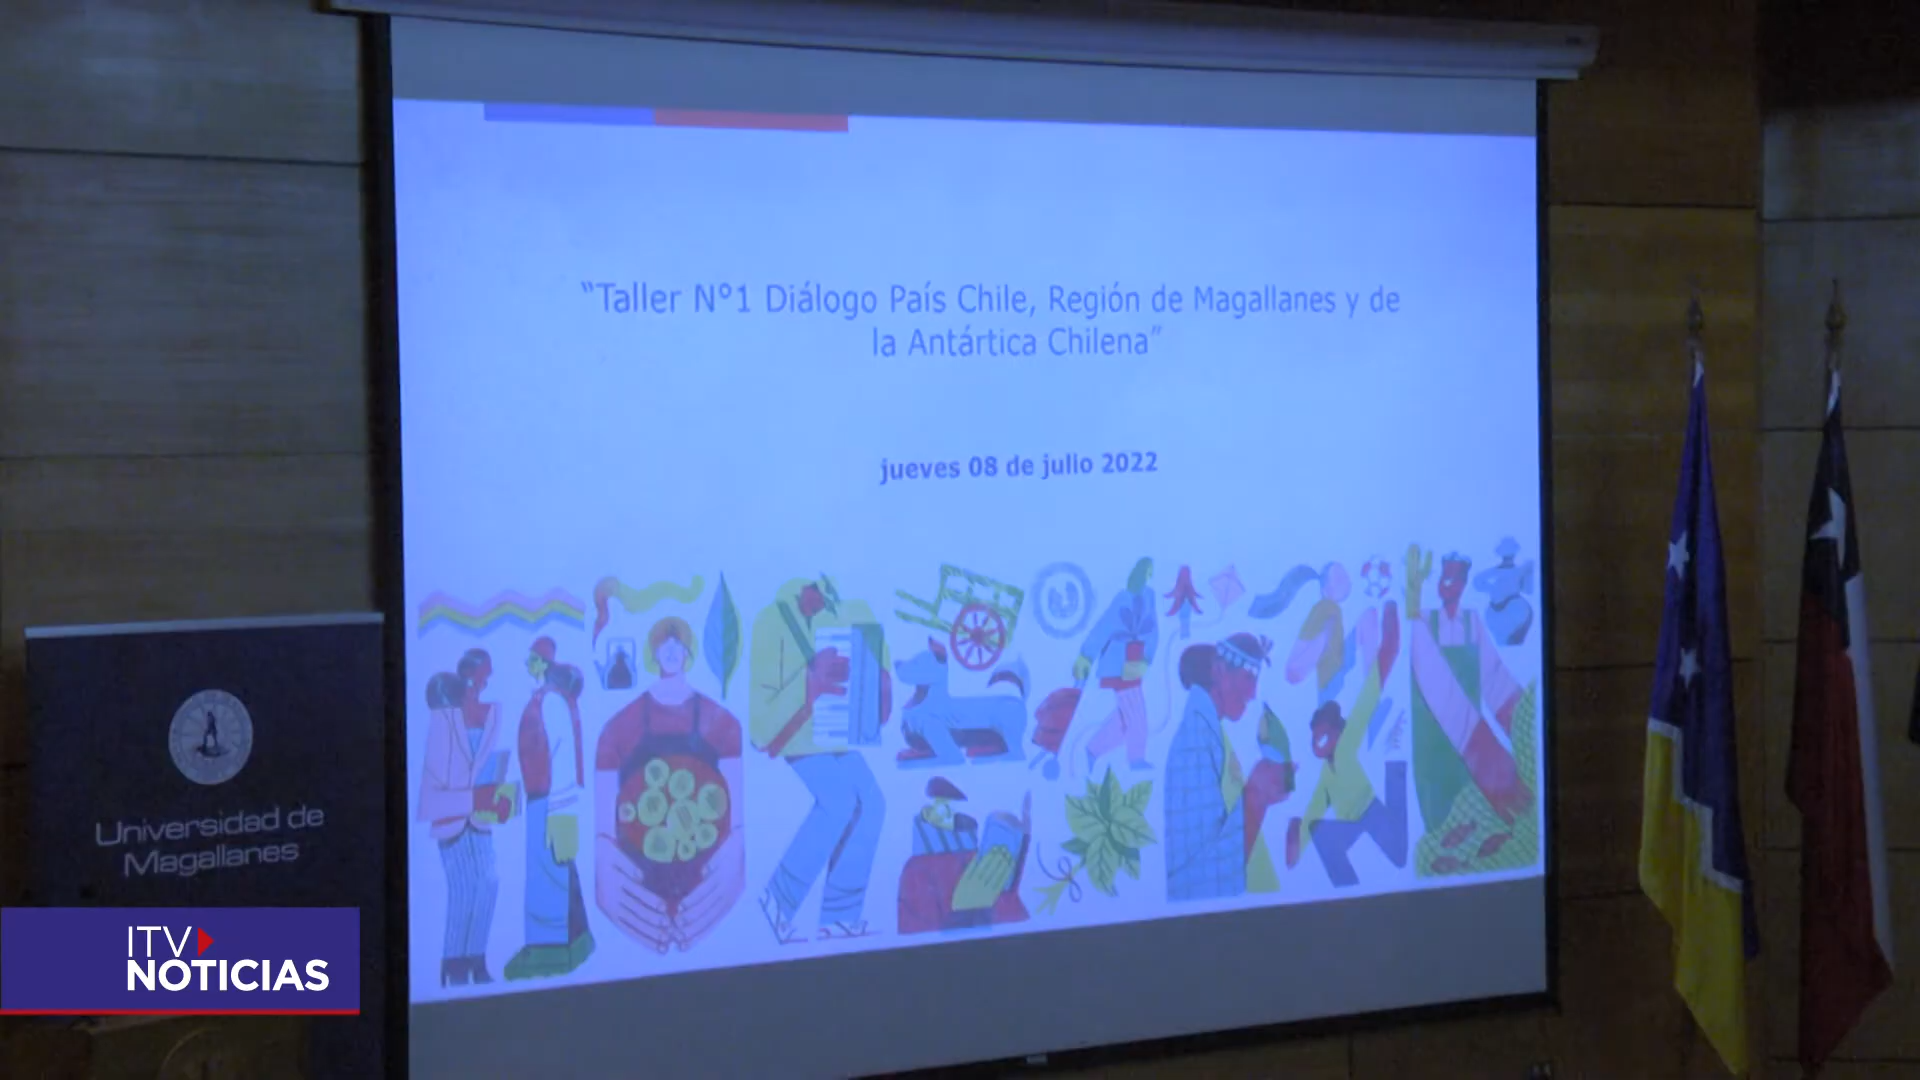 “Taller Nº1 Diálogo País Chile, Región de Magallanes y de
la Antártica Chilena”
jueves 08 de julio 2022
Universidad de
Magallanes
ITV
NOTICIAS